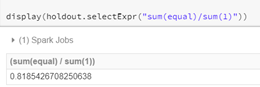 display(holdout.selectExpr("sum(equal)/sum(1)"))
(1) Spark Jobs
(sum(equal) / sum(1))
0.8185426708250638